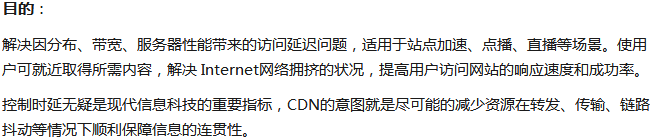 目的：
解决因分布、带宽、服务器性能带来的访问延迟问题，适用于站点加速、点播、直播等场景。使用
户可就近取得所需内容，解决 Internet网络拥挤的状况，提高用户访问网站的响应速度和成功率。
控制时延无疑是现代信息科技的重要指标，CDN的意图就是尽可能的减少资源在转发、传输、链路
抖动等情况下顺利保障信息的连贯性。